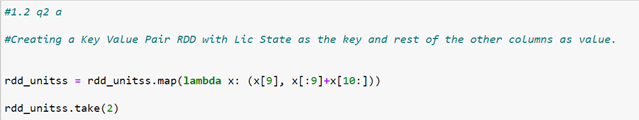 #1.2 q2 a
#Creating a Key Value Pair RDD with Lic State as the key and rest of the other columns as value.
rdd_unitss = rdd_unitss.map(lambda x: (x[9], x[:9]+x[10:]))
rdd_unitss.take(2)